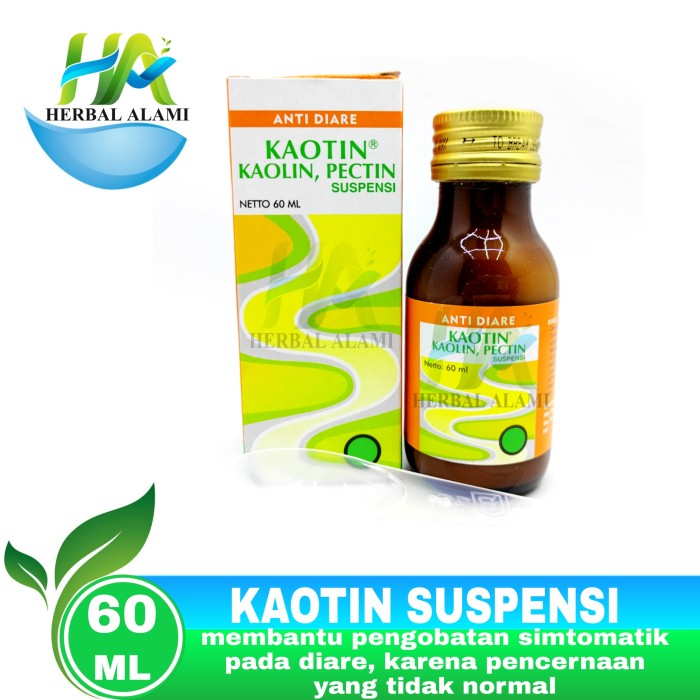 HA
HERBAL ALAMI
ANTI DIARE
KAOTIN®
KAOLIN, PECTIN
SUSPENSI
NETTO 60 ML
HERBAL ALAMI
ANTI DIARE
KAOTIN®
KAOLIN, PECTIN
SUSPENSI
Netto: 60 ml
HERBAL ALAMI
60
ML
KAOTIN SUSPENSI
membantu pengobatan simtomatik
pada diare, karena pencernaan
yang tidak normal